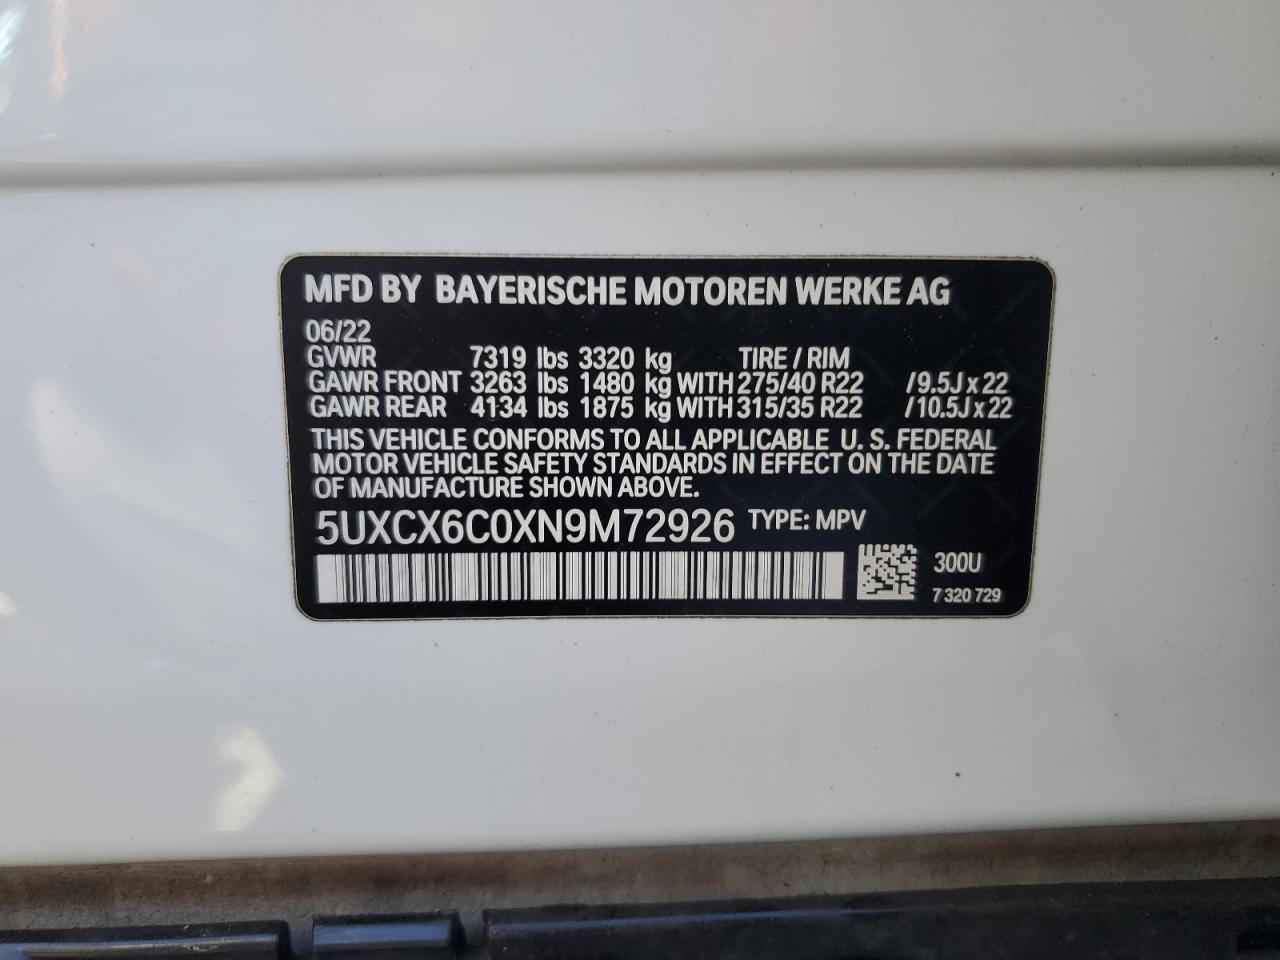 MFD BY BAYERISCHE MOTOREN WERKE AG
06/22
GVWR 7319 lbs 3320 kg TIRE / RIM
GAWR FRONT 3263 lbs 1480 kg WITH 275/40 R22 / 9.5J x 22
GAWR REAR 4134 lbs 1875 kg WITH 315/35 R22 / 10.5J x 22
THIS VEHICLE CONFORMS TO ALL APPLICABLE U. S. FEDERAL
MOTOR VEHICLE SAFETY STANDARDS IN EFFECT ON THE DATE
OF MANUFACTURE SHOWN ABOVE.
5UXCX6C0XN9M72926 TYPE: MPV
300U
7 320 729